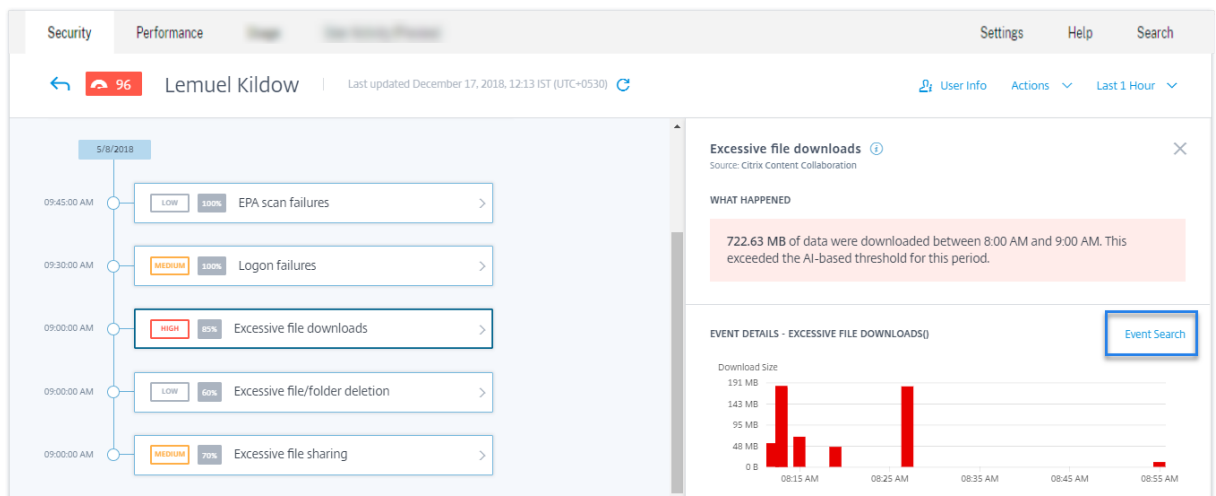 Security Performance Settings Help Search
96 Lemuel Kildow Last updated December 17, 2018, 12:13 IST (UTC+0530) User Info Actions Last 1 Hour
5/8/2018
09:45:00 AM LOW 100% EPA scan failures
09:30:00 AM MEDIUM 100% Logon failures
09:00:00 AM HIGH 85% Excessive file downloads
09:00:00 AM LOW 60% Excessive file/folder deletion
09:00:00 AM MEDIUM 70% Excessive file sharing
Excessive file downloads
Source: Citrix Content Collaboration
WHAT HAPPENED
722.63 MB of data were downloaded between 8:00 AM and 9:00 AM. This
exceeded the AI-based threshold for this period.
EVENT DETAILS - EXCESSIVE FILE DOWNLOADS() Event Search
Download Size
191 MB
143 MB
95 MB
48 MB
0 B
08:15 AM 08:25 AM 08:35 AM 08:45 AM 08:55 AM